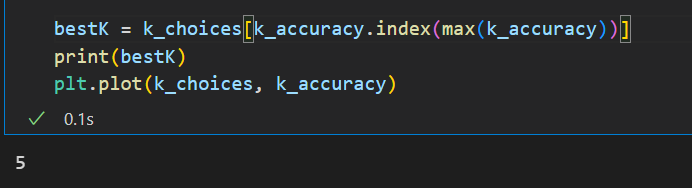 bestK = k_choices[k_accuracy.index(max(k_accuracy))]
print(bestK)
plt.plot(k_choices, k_accuracy)
0.1s
5